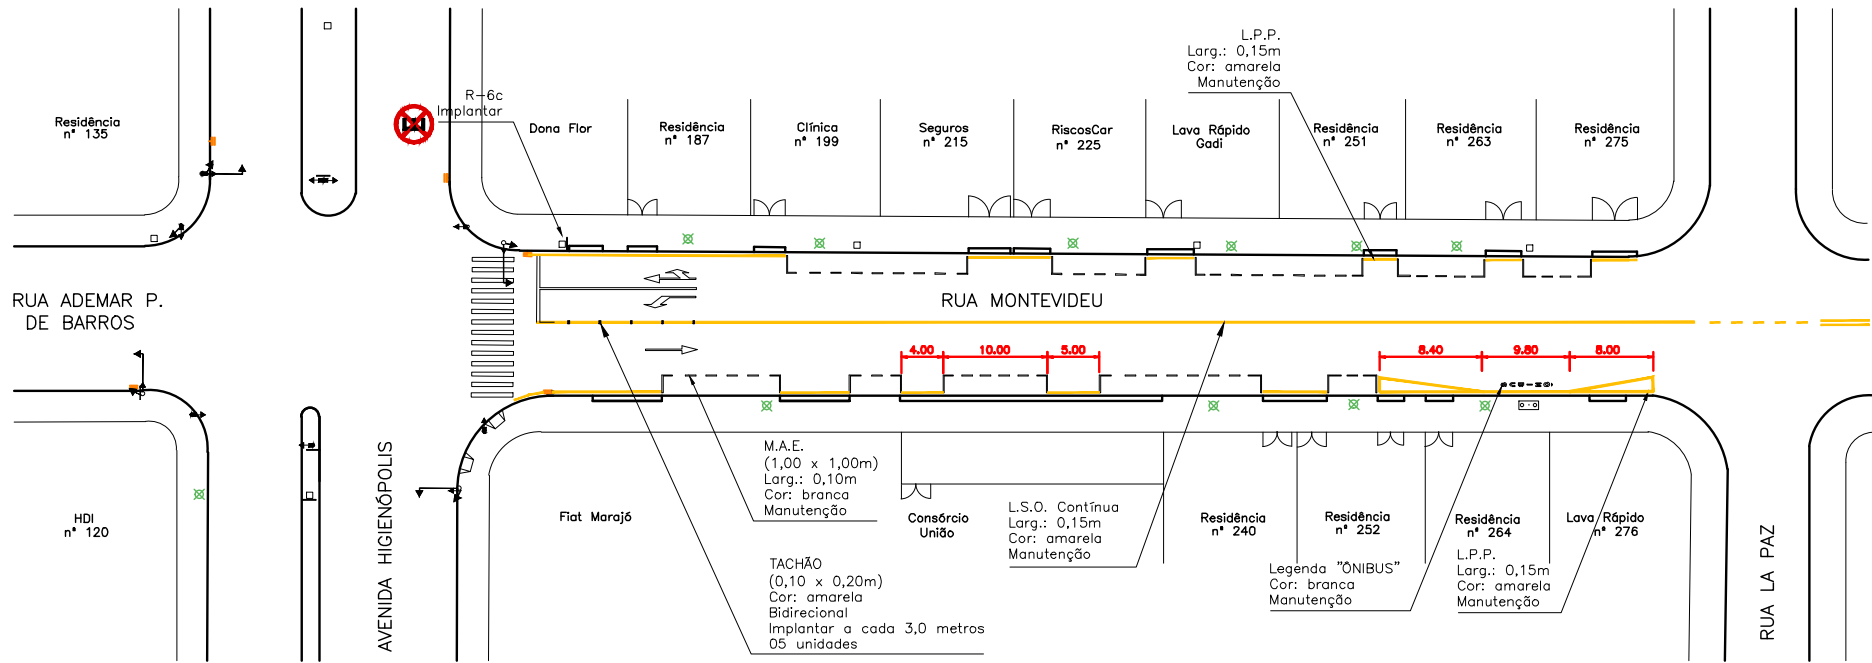 L.P.P.
Larg.: 0,15m
Cor: amarela
Manutenção
R-6c
Implantar
Residência
nº 135
Dona Flor
Residência
nº 187
Clínica
nº 199
Seguros
nº 215
RiscosCar
nº 225
Lava Rápido
Gadi
Residência
nº 251
Residência
nº 263
Residência
nº 275
RUA ADEMAR P.
DE BARROS
RUA MONTEVIDEU
4.00
10.00
5.00
8.40
9.80
8.00
M.A.E.
(1,00 x 1,00m)
Larg.: 0,10m
Cor: branca
Manutenção
AVENIDA HIGIENÓPOLIS
HDI
nº 120
Fiat Marajó
Consórcio
União
L.S.O. Contínua
Larg.: 0,15m
Cor: amarela
Manutenção
Residência
nº 240
Residência
nº 252
Residência
nº 264
Lava Rápido
nº 276
TACHÃO
(0,10 x 0,20m)
Cor: amarela
Bidirecional
Implantar a cada 3,0 metros
05 unidades
Legenda "ÔNIBUS"
Cor: branca
Manutenção
L.P.P.
Larg.: 0,15m
Cor: amarela
Manutenção
RUA LA PAZ